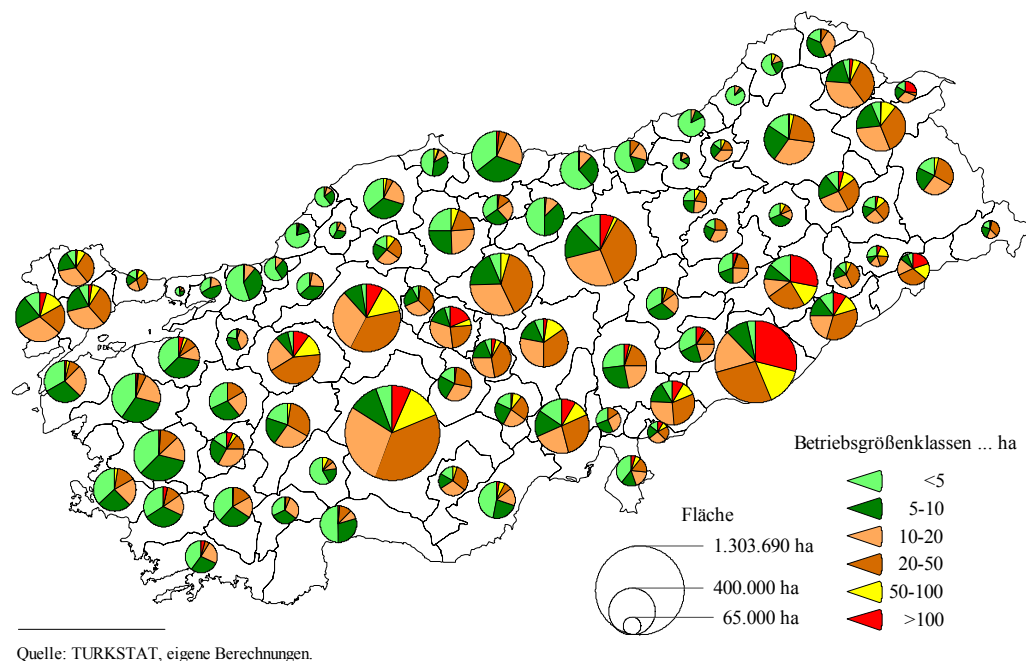 Betriebsgrößenklassen ... ha
<5
5-10
10-20
20-50
50-100
>100
Fläche
1.303.690 ha
400.000 ha
65.000 ha
Quelle: TURKSTAT, eigene Berechnungen.